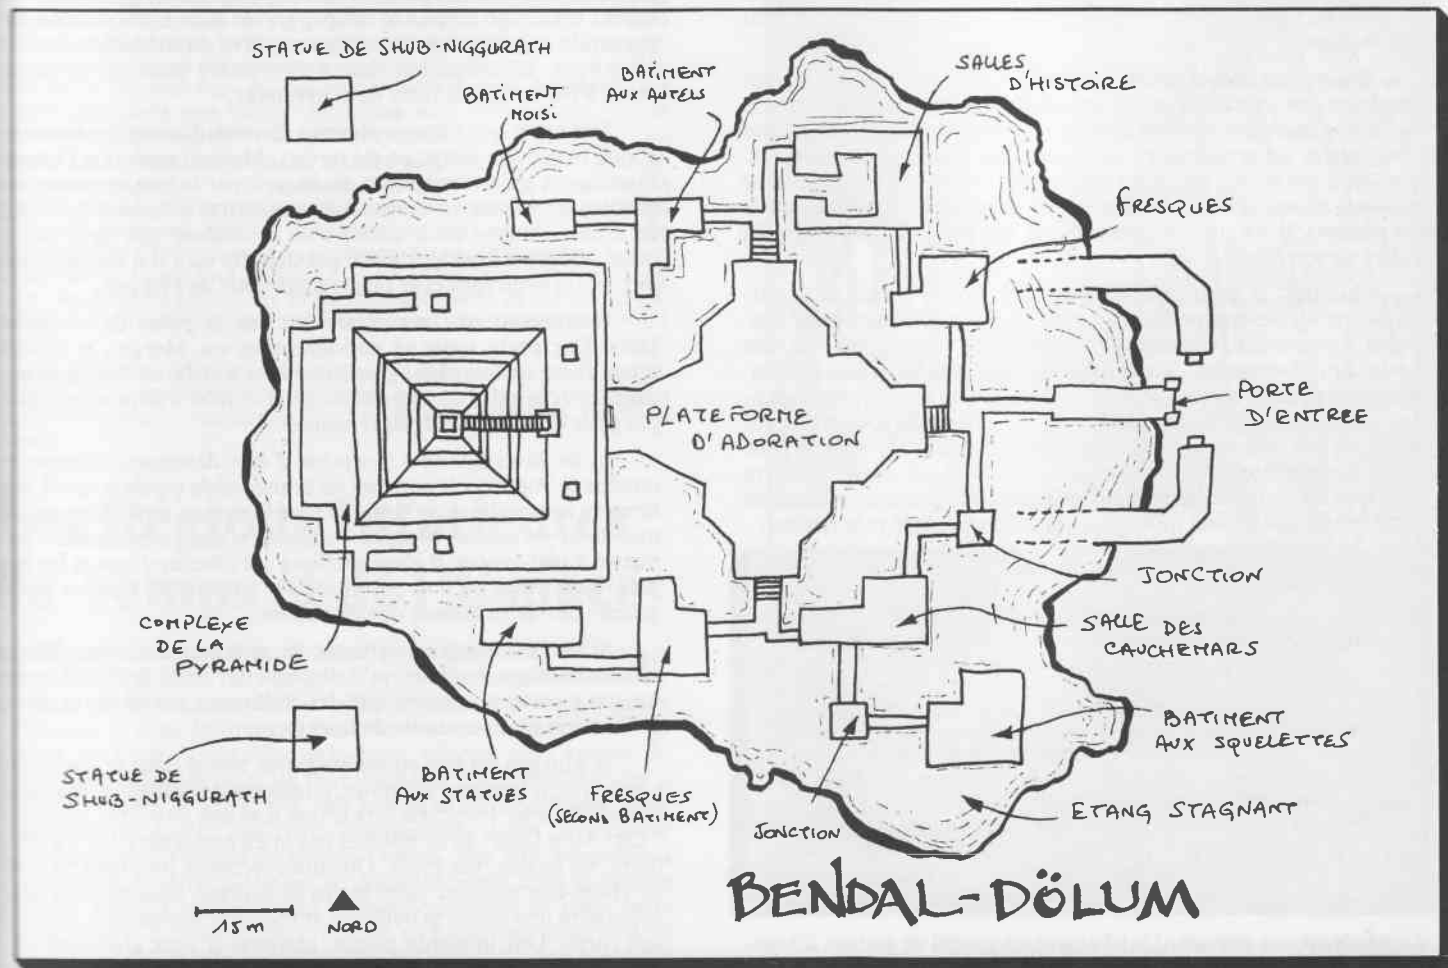 STATUE DE SHUB-NIGGURATH
BATIMENT
MOISI
BATIMENT
AUX AUTELS
SALLES
D'HISTOIRE
FRESQUES
PORTE
D'ENTREE
PLATEFORME
D'ADORATION
JONCTION
COMPLEXE
DE LA
PYRAMIDE
SALLE DES
CAUCHEMARS
BATIMENT
AUX SQUELETTES
STATUE DE
SHUB-NIGGURATH
BATIMENT
AUX STATUES
FRESQUES
(SECOND BATIMENT)
JONCTION
ETANG STAGNANT
BENDAL-DÖLUM
15m
NORD